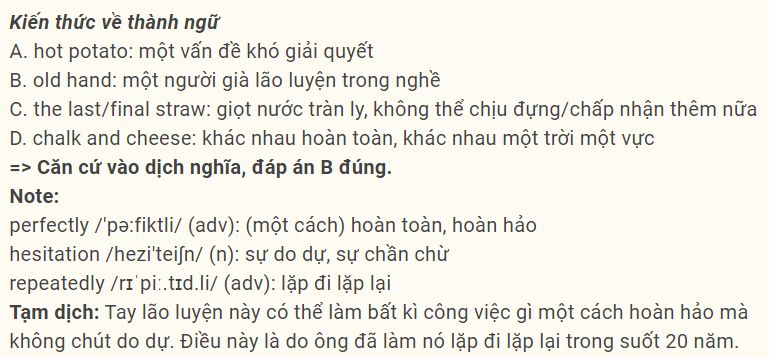 Kiến thức về thành ngữ
A. hot potato: một vấn đề khó giải quyết
B. old hand: một người già lão luyện trong nghề
C. the last/final straw: giọt nước tràn ly, không thể chịu đựng/chấp nhận thêm nữa
D. chalk and cheese: khác nhau hoàn toàn, khác nhau một trời một vực
=> Căn cứ vào dịch nghĩa, đáp án B đúng.
Note:
perfectly /'pə:fiktli/ (adv): (một cách) hoàn toàn, hoàn hảo
hesitation /hezi'teiʃn/ (n): sự do dự, sự chần chừ
repeatedly /rɪˈpiː.tɪd.li/ (adv): lặp đi lặp lại
Tạm dịch: Tay lão luyện này có thể làm bất kì công việc gì một cách hoàn hảo mà
không chút do dự. Điều này là do ông đã làm nó lặp đi lặp lại trong suốt 20 năm.